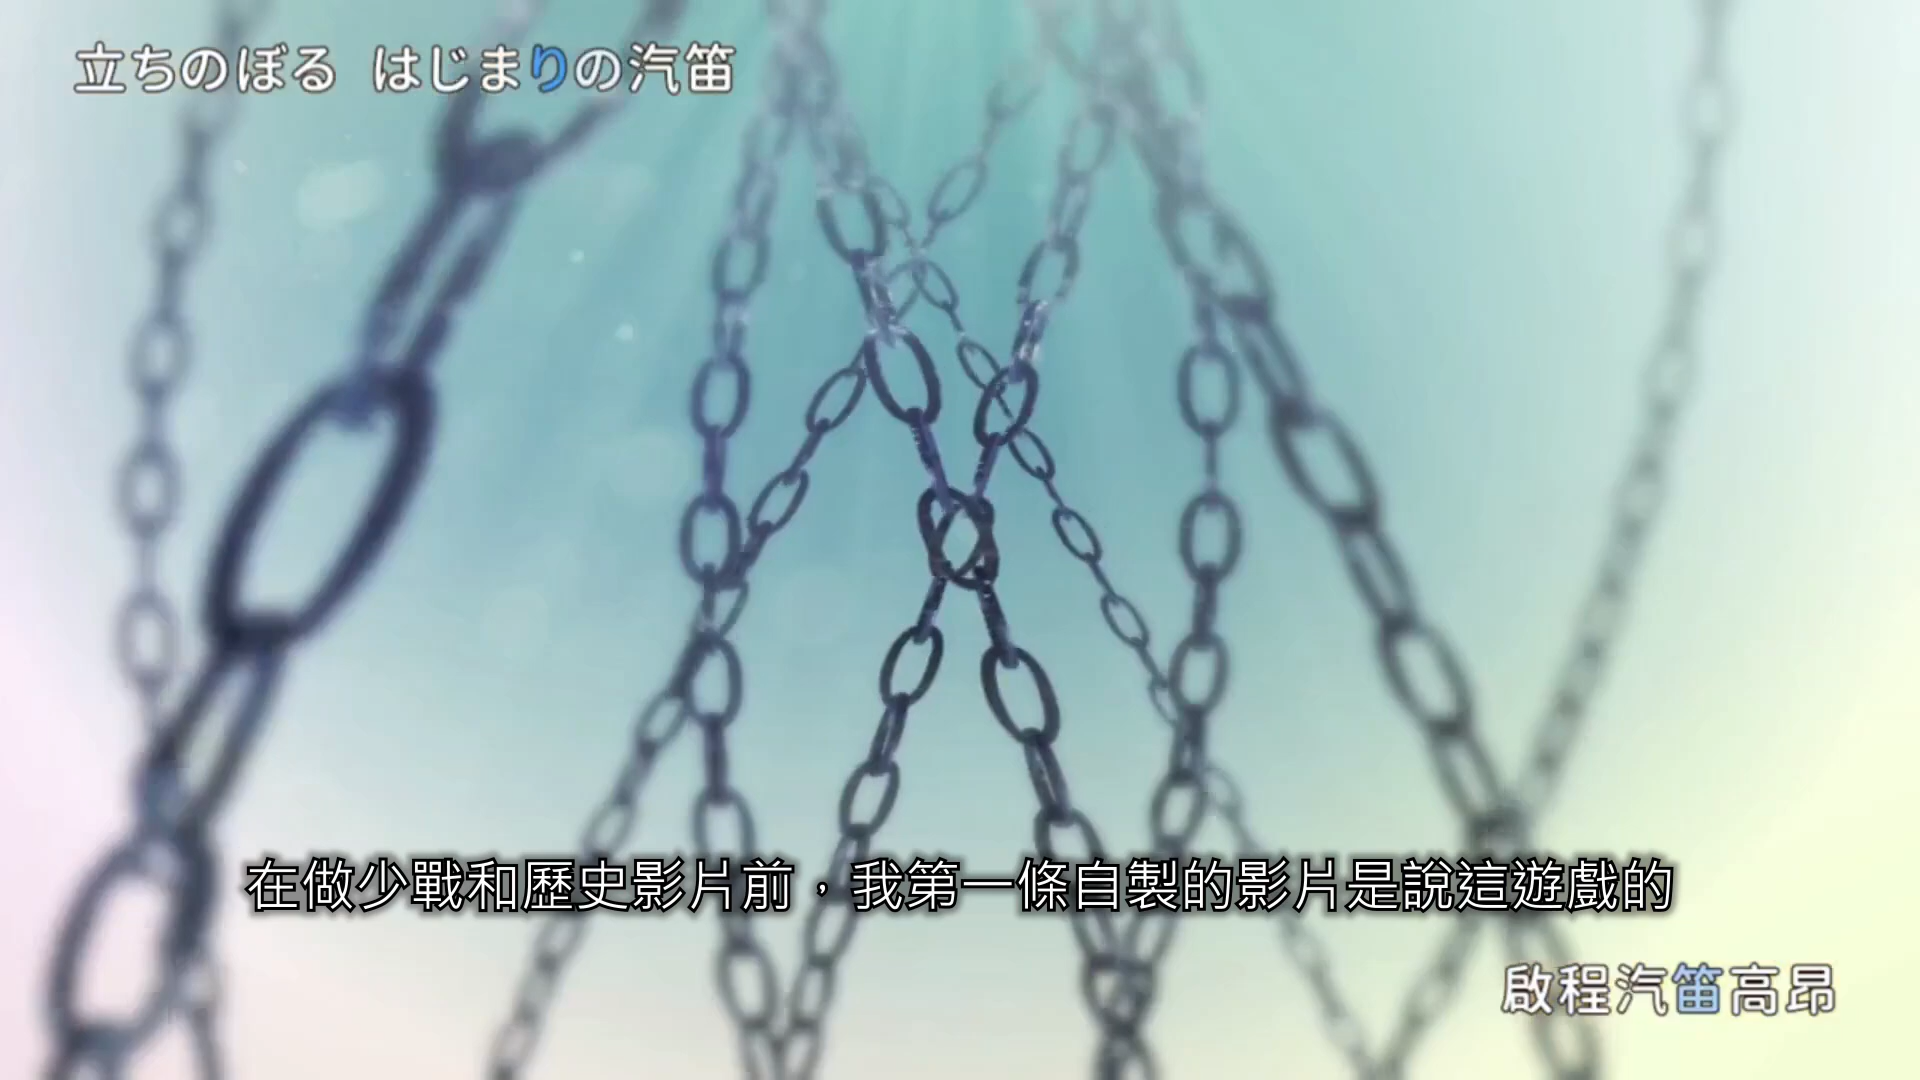 立ちのぼる はじまりの汽笛
在做少戰和歷史影片前，我第一條自製的影片是說這遊戲的
啟程汽笛高昂